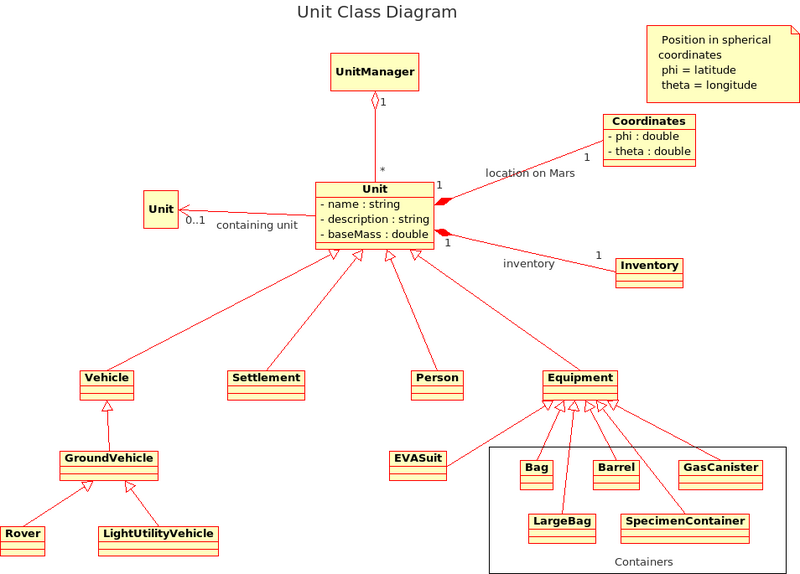 Unit Class Diagram
Position in spherical
coordinates
phi = latitude
theta = longitude
UnitManager
1
*
Coordinates
- phi : double
- theta : double
1
location on Mars
1
Unit
- name : string
- description : string
- baseMass : double
Unit
0..1
containing unit
1
1
inventory
Inventory
Vehicle
Settlement
Person
Equipment
GroundVehicle
EVASuit
Bag
Barrel
GasCanister
Rover
LightUtilityVehicle
LargeBag
SpecimenContainer
Containers